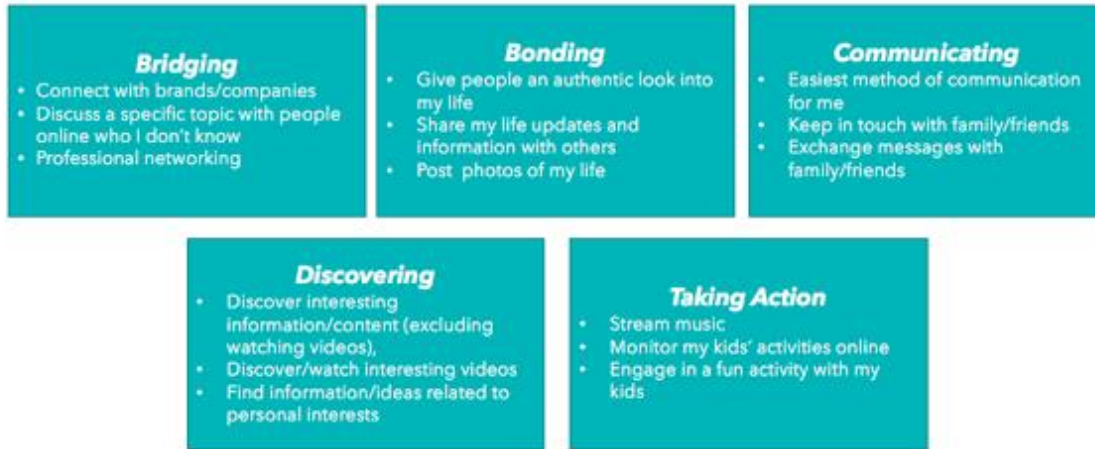 Bridging
• Connect with brands/companies
• Discuss a specific topic with people
online who I don't know
• Professional networking
Bonding
• Give people an authentic look into
my life
• Share my life updates and
information with others
• Post photos of my life
Communicating
• Easiest method of communication
for me
• Keep in touch with family/friends
• Exchange messages with
family/friends
Discovering
• Discover interesting
information/content (excluding
watching videos),
• Discover/watch interesting videos
• Find information/ideas related to
personal interests
Taking Action
• Stream music
• Monitor my kids' activities online
• Engage in a fun activity with my
kids